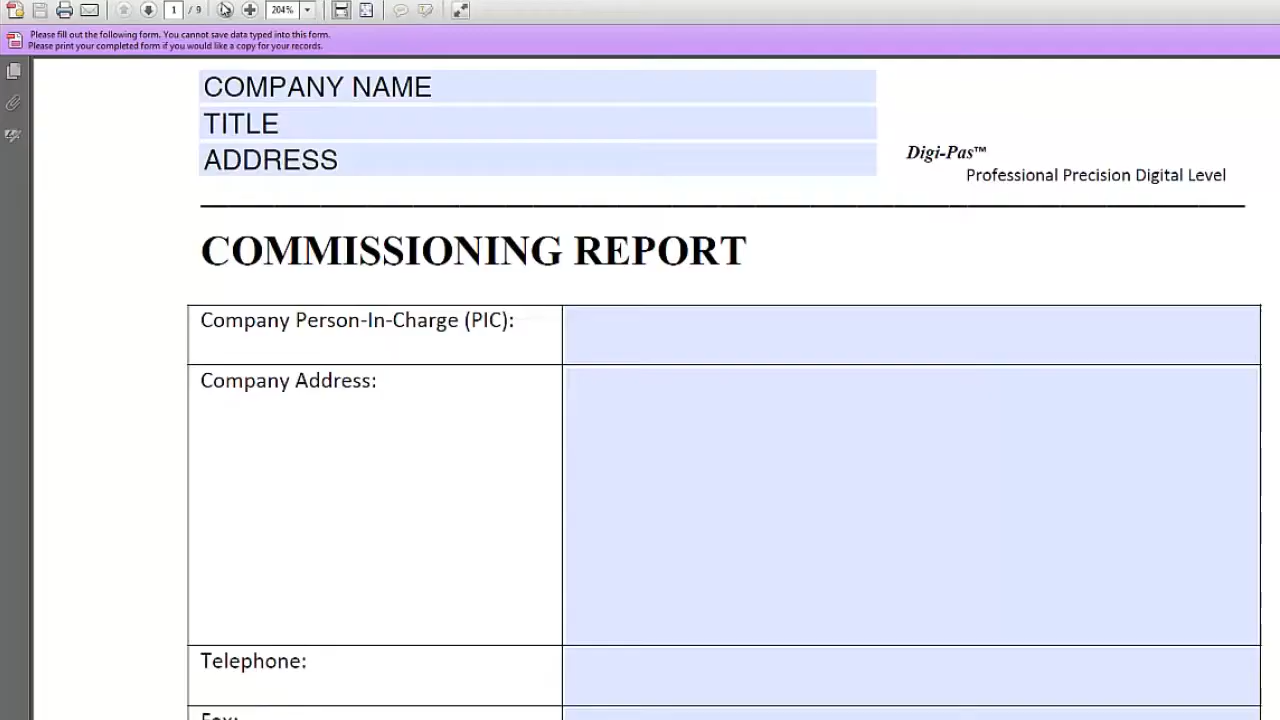 1 / 9 204%
Please fill out the following form. You cannot save data typed into this form.
Please print your completed form if you would like a copy for your records.
COMPANY NAME
TITLE
ADDRESS
Digi-Pas™
Professional Precision Digital Level
COMMISSIONING REPORT
Company Person-In-Charge (PIC):
Company Address:
Telephone:
Fax: